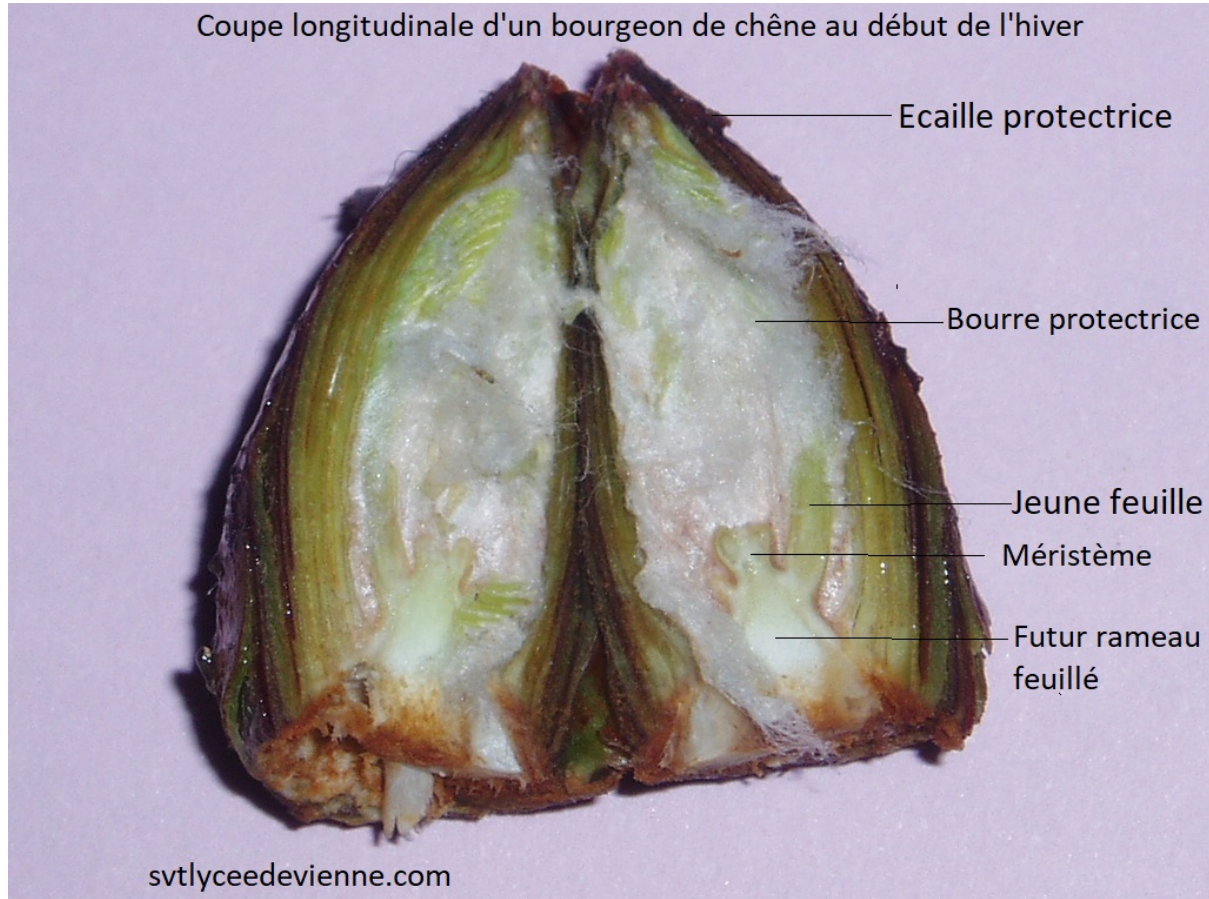 Coupe longitudinale d'un bourgeon de chêne au début de l'hiver
Ecaille protectrice
Bourre protectrice
Jeune feuille
Méristème
Futur rameau
feuillé
svtlyceedevienne.com